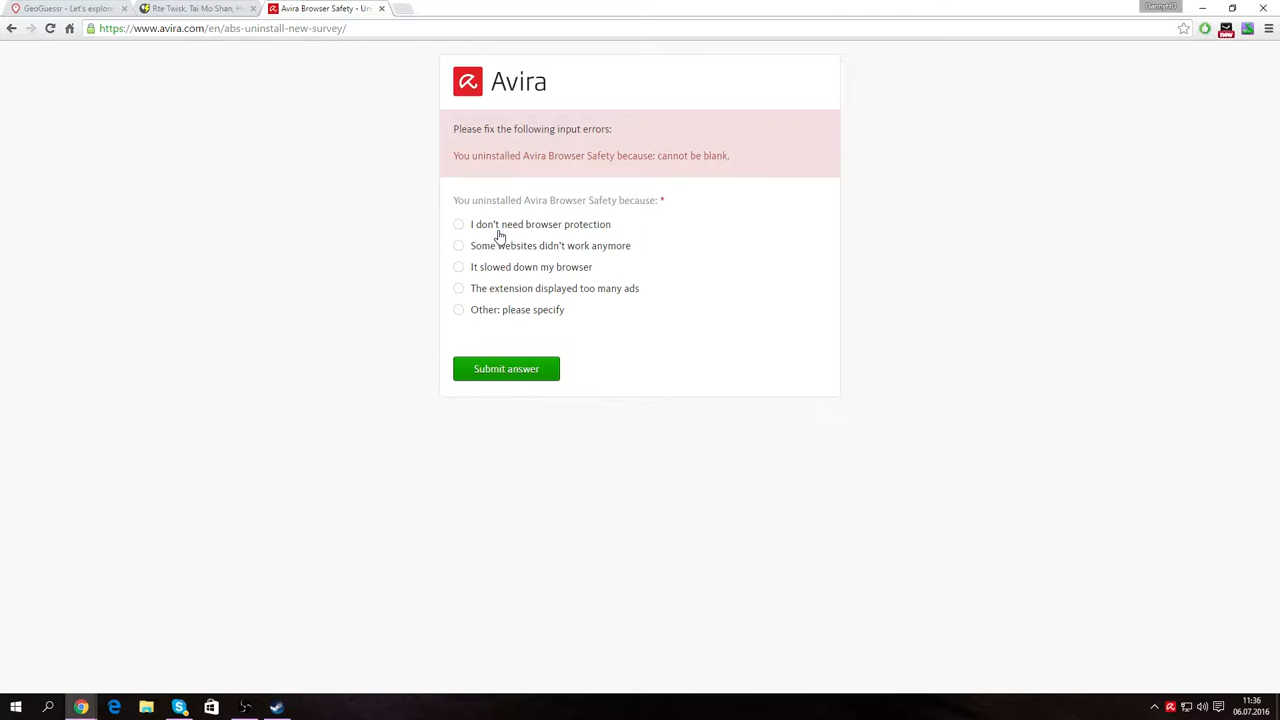 GeoGuessr - Let's explore
Rte Twisk, Tai Mo Shan, H
Avira Browser Safety - Un
DannyttD
https://www.avira.com/en/abs-uninstall-new-survey/
new
Avira
Please fix the following input errors:
You uninstalled Avira Browser Safety because: cannot be blank.
You uninstalled Avira Browser Safety because: *
I don't need browser protection
Some websites didn't work anymore
It slowed down my browser
The extension displayed too many ads
Other: please specify
Submit answer
11:36
06.07.2016